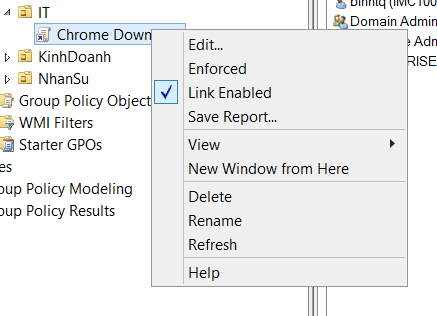 IT
Chrome Down
KinhDoanh
NhanSu
Group Policy Object
WMI Filters
Starter GPOs
es
oup Policy Modeling
oup Policy Results
Edit...
Enforced
Link Enabled
Save Report...
View
New Window from Here
Delete
Rename
Refresh
Help
Domain Admin
e Adm
RISE